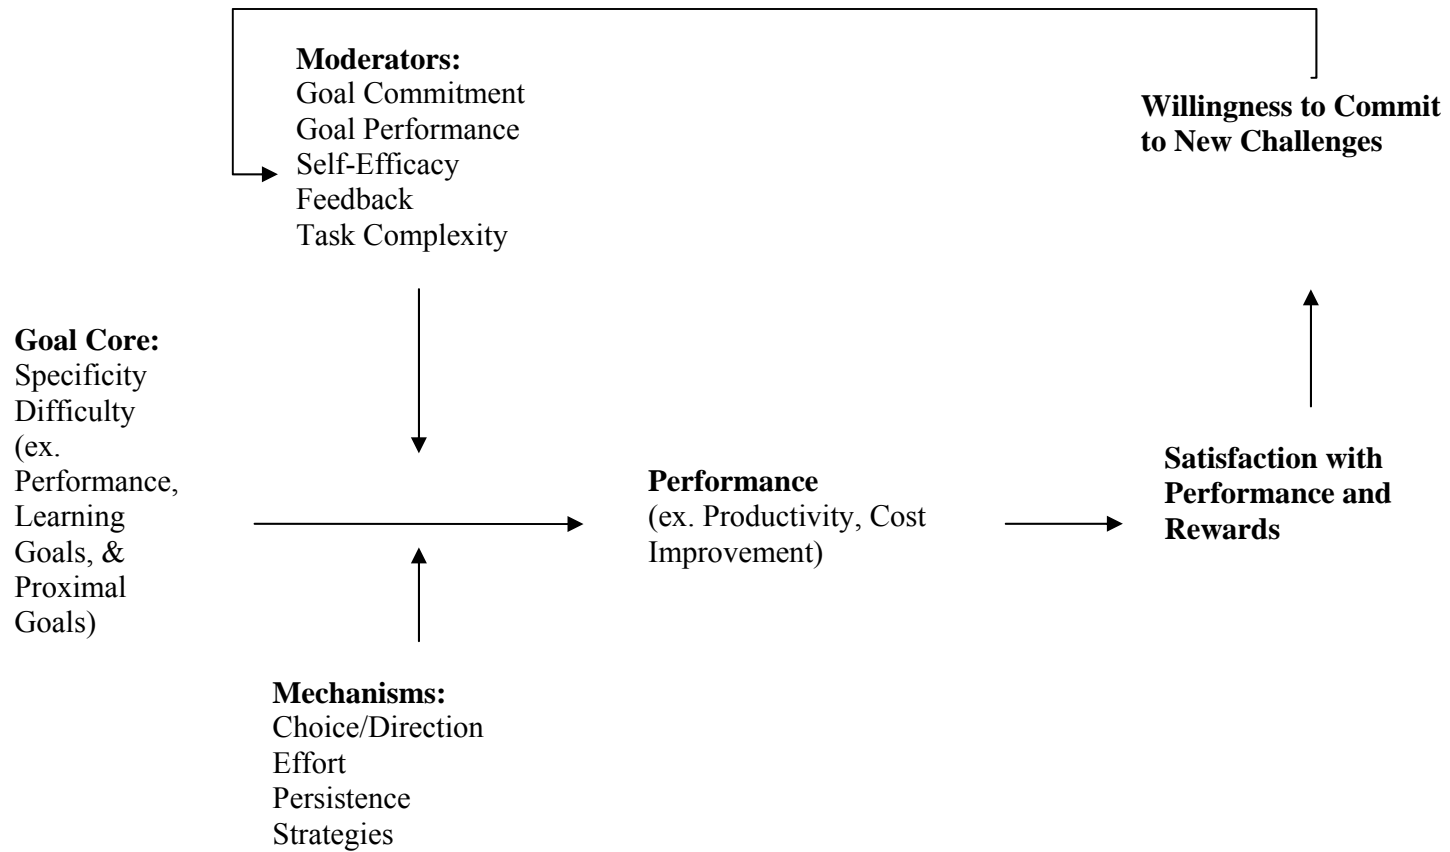 Moderators:
Goal Commitment
Goal Performance
Self-Efficacy
Feedback
Task Complexity
Willingness to Commit
to New Challenges
Goal Core:
Specificity
Difficulty
(ex.
Performance,
Learning
Goals, &
Proximal
Goals)
Performance
(ex. Productivity, Cost
Improvement)
Satisfaction with
Performance and
Rewards
Mechanisms:
Choice/Direction
Effort
Persistence
Strategies